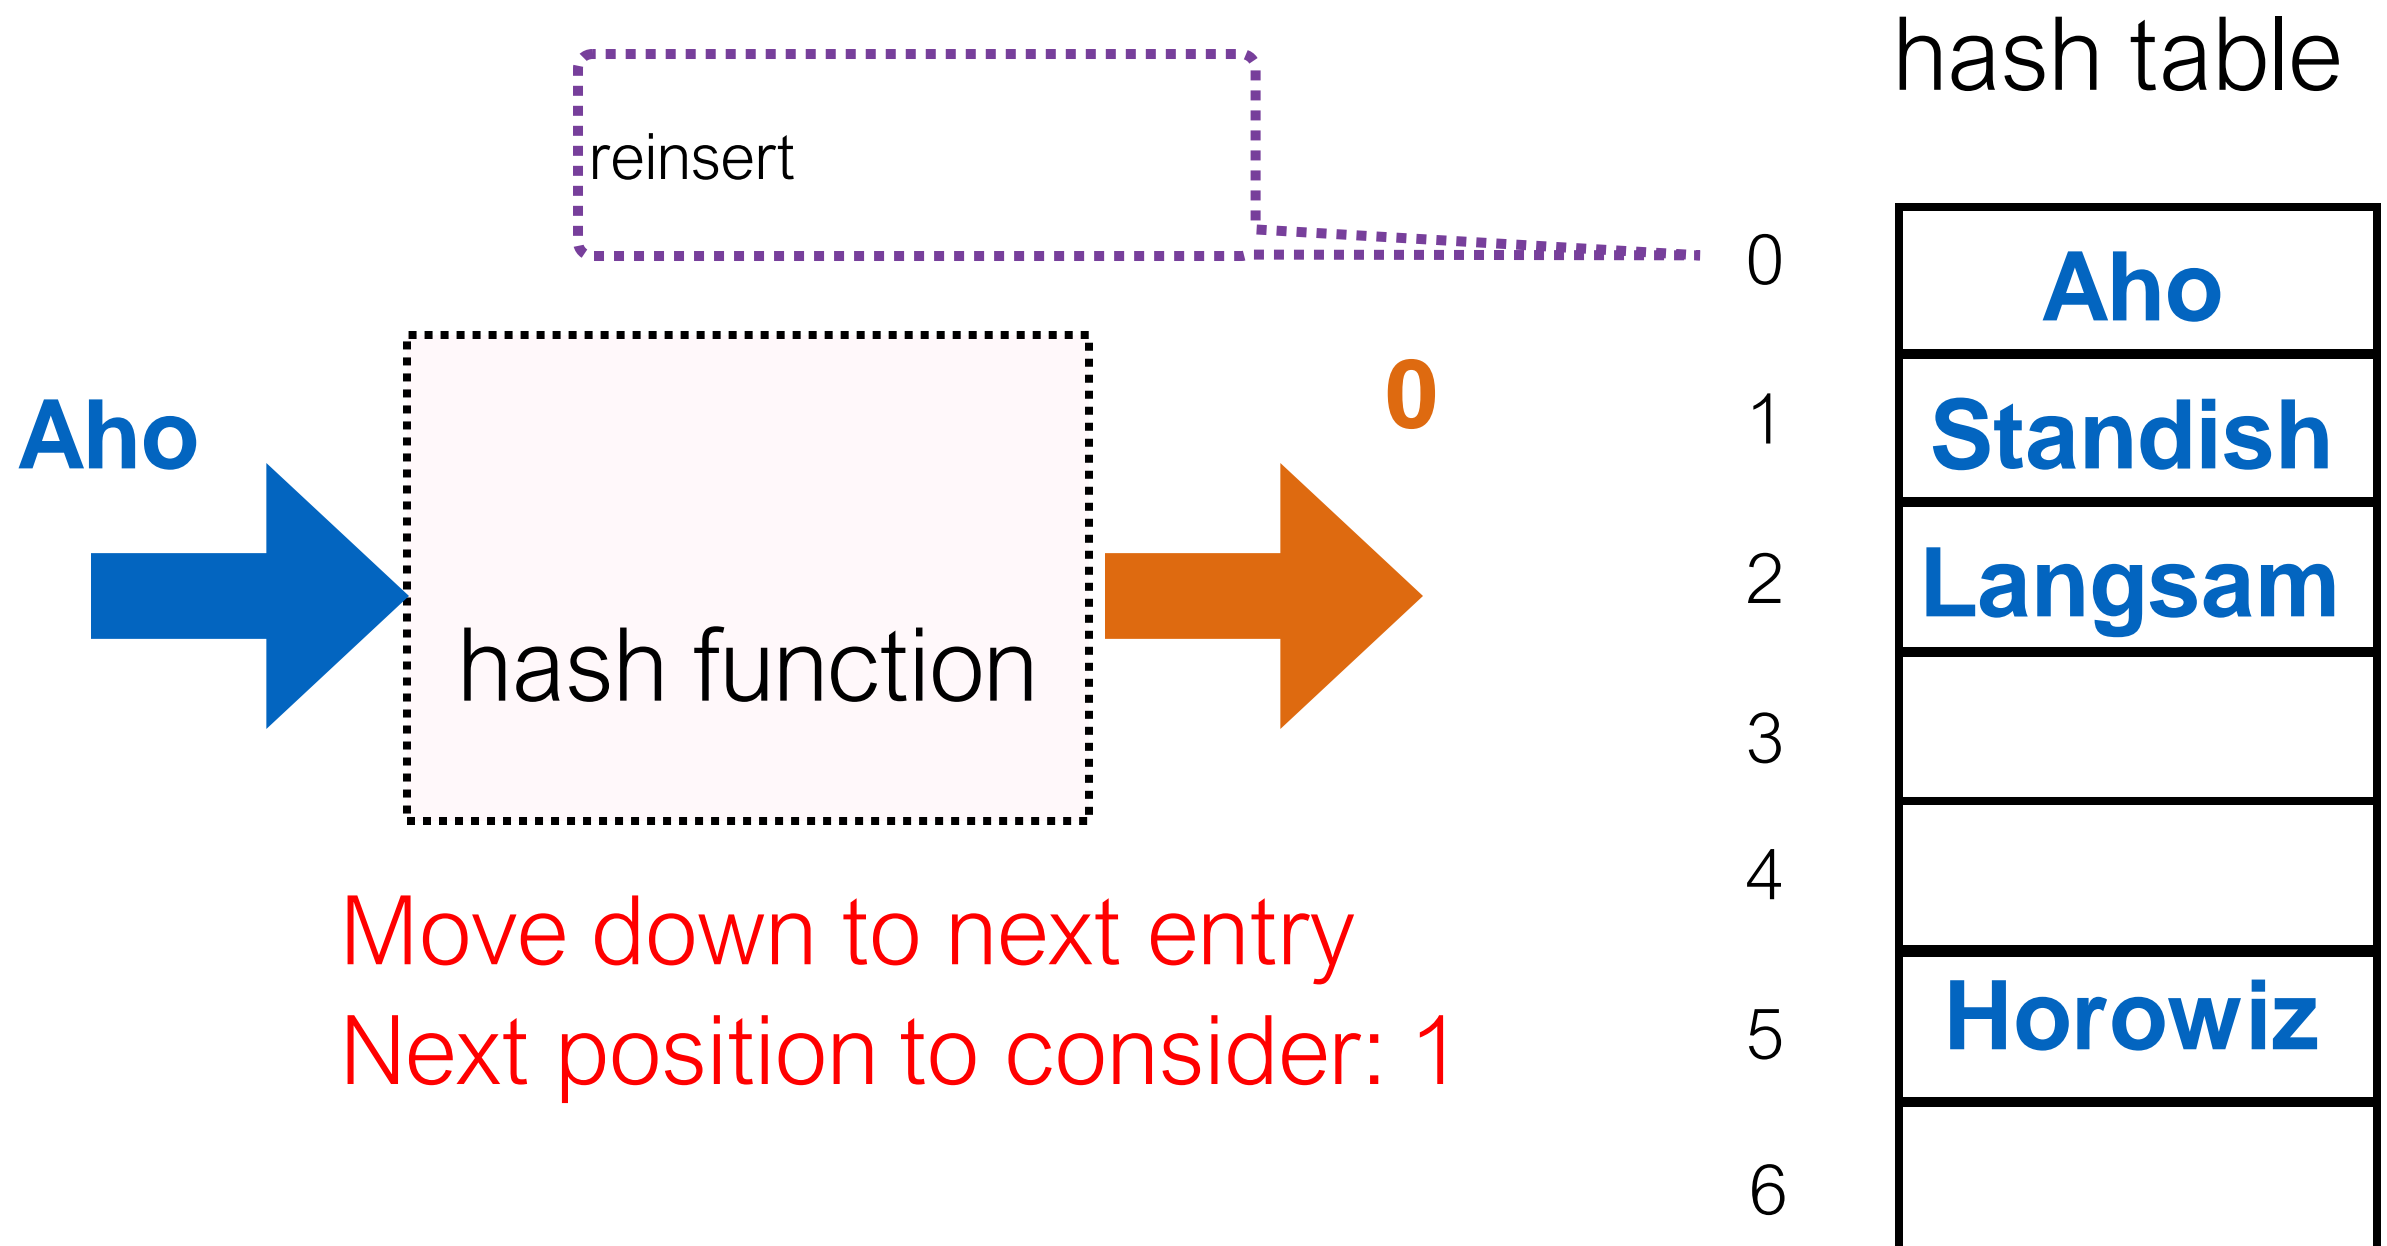 hash table
reinsert
0
Aho
0
Aho
1
Standish
2
Langsam
hash function
3
4
Move down to next entry
5
Horowiz
Next position to consider: 1
6